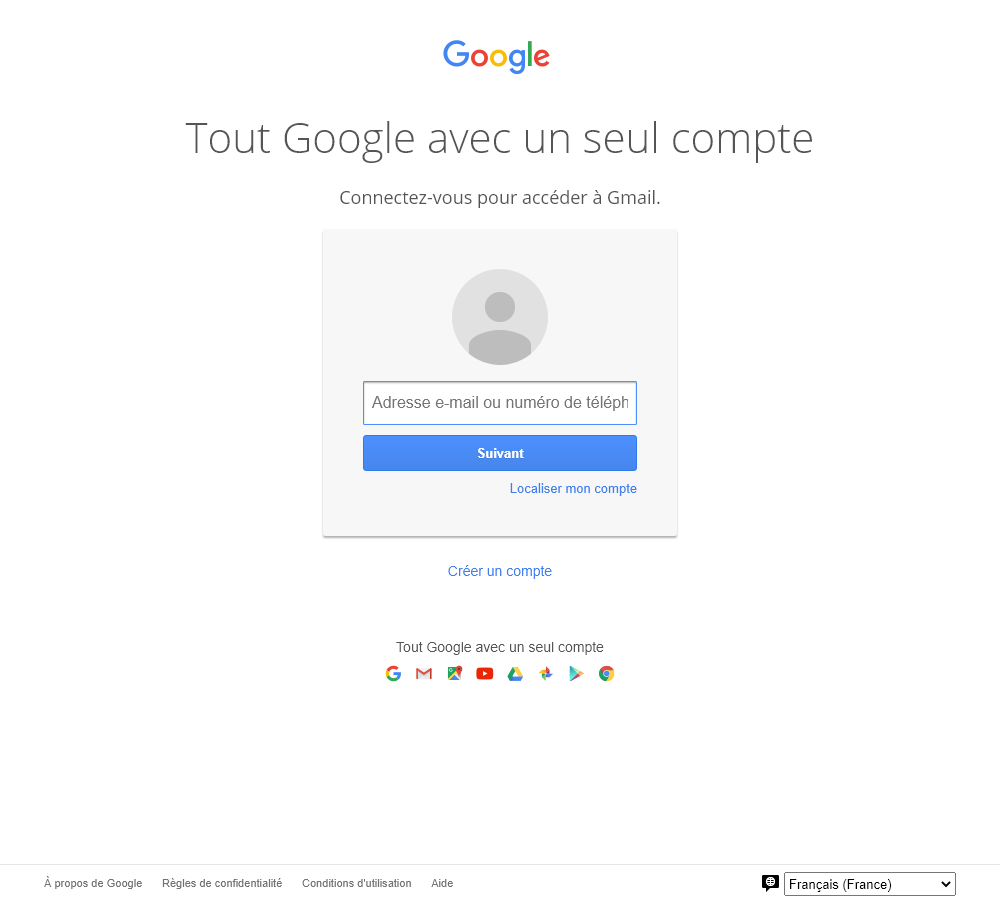 Google
Tout Google avec un seul compte
Connectez-vous pour accéder à Gmail.
Adresse e-mail ou numéro de téléph
Suivant
Localiser mon compte
Créer un compte
Tout Google avec un seul compte
À propos de Google Règles de confidentialité Conditions d'utilisation Aide Français (France)